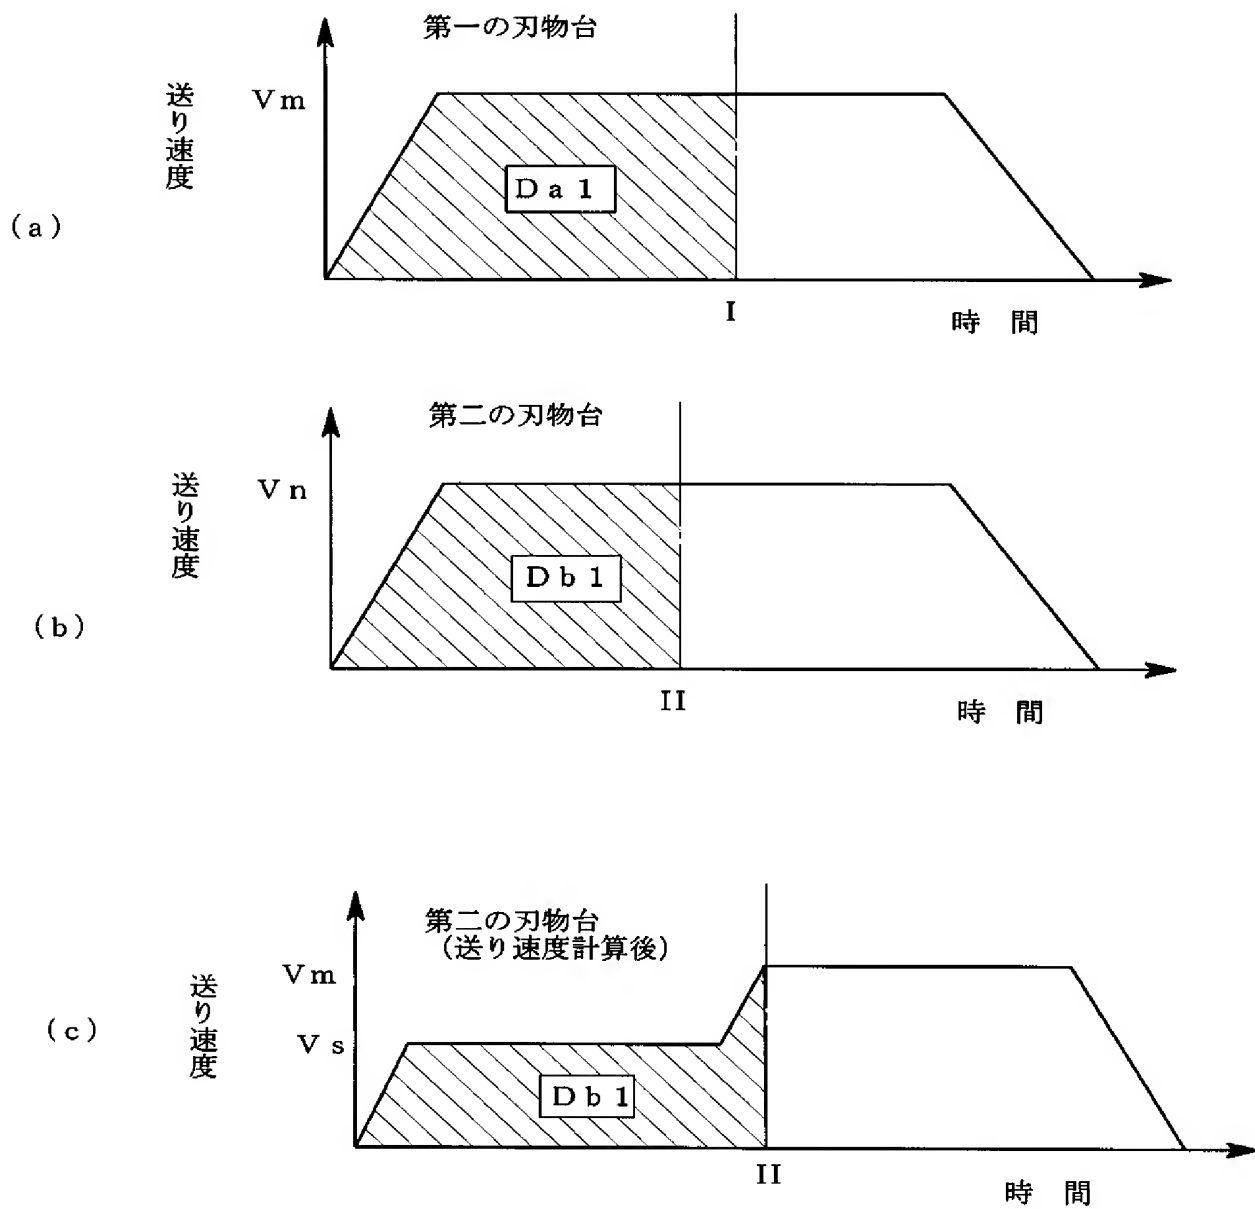 第一の刃物台
送り速度
Vm
Da1
(a)
I
時 間
第二の刃物台
送り速度
Vn
Db1
(b)
II
時 間
第二の刃物台
(送り速度計算後)
送り速度
Vm
(c)
Vs
Db1
II
時 間